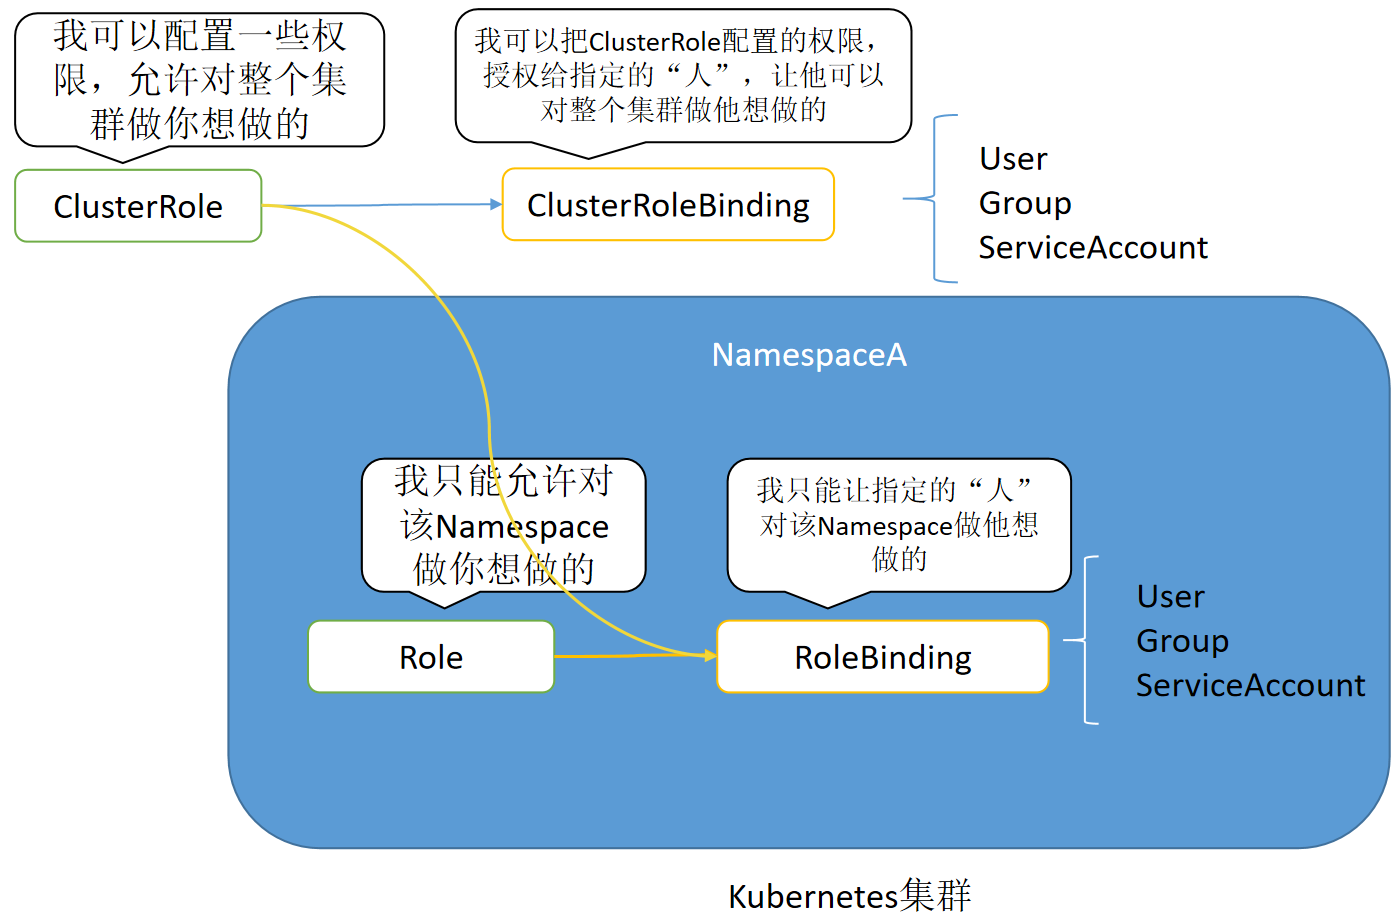 我可以配置一些权
限，允许对整个集
群做你想做的
我可以把ClusterRole配置的权限，
授权给指定的“人”，让他可以
对整个集群做他想做的
ClusterRole
ClusterRoleBinding
User
Group
ServiceAccount
NamespaceA
我只能允许对
该Namespace
做你想做的
我只能让指定的“人”
对该Namespace做他想
做的
Role
RoleBinding
User
Group
ServiceAccount
Kubernetes集群